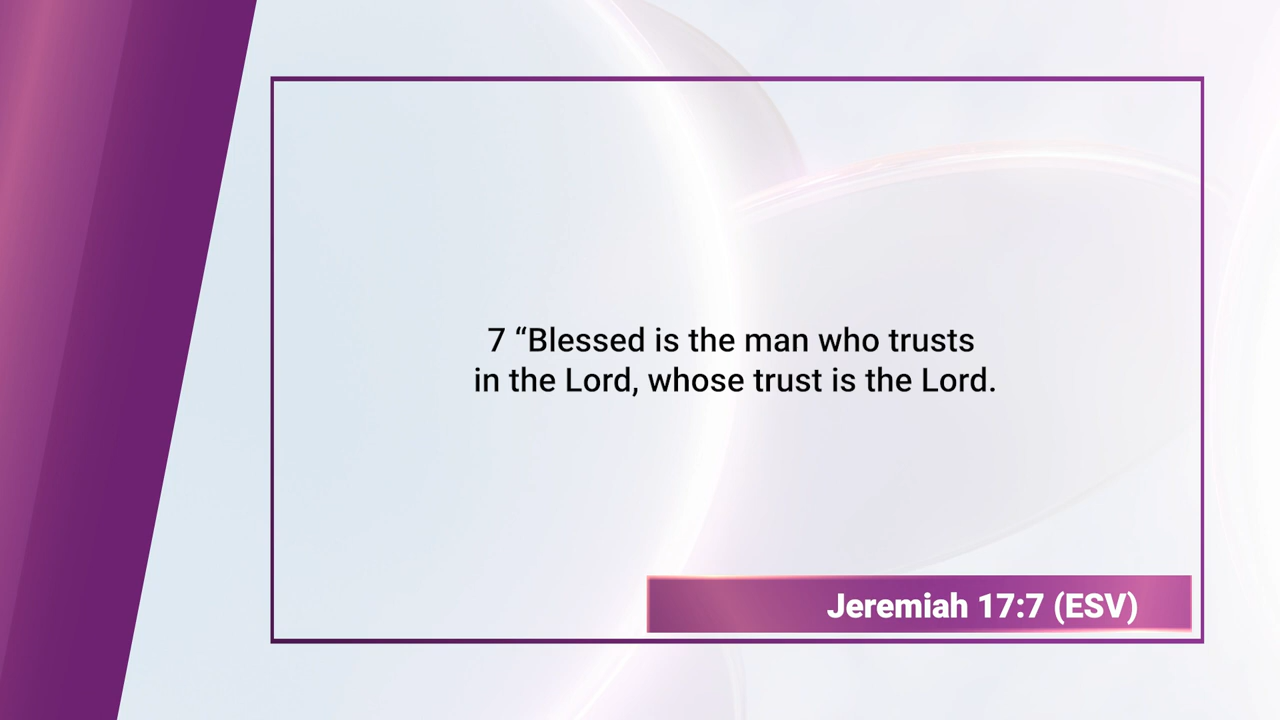 7 “Blessed is the man who trusts
in the Lord, whose trust is the Lord.
Jeremiah 17:7 (ESV)